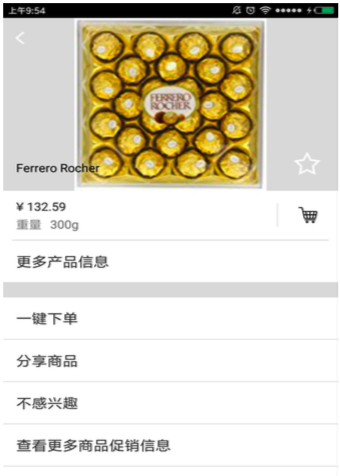 上午9:54
FERRERO
ROCHER
Ferrero Rocher
¥ 132.59
重量 300g
更多产品信息
一键下单
分享商品
不感兴趣
查看更多商品促销信息